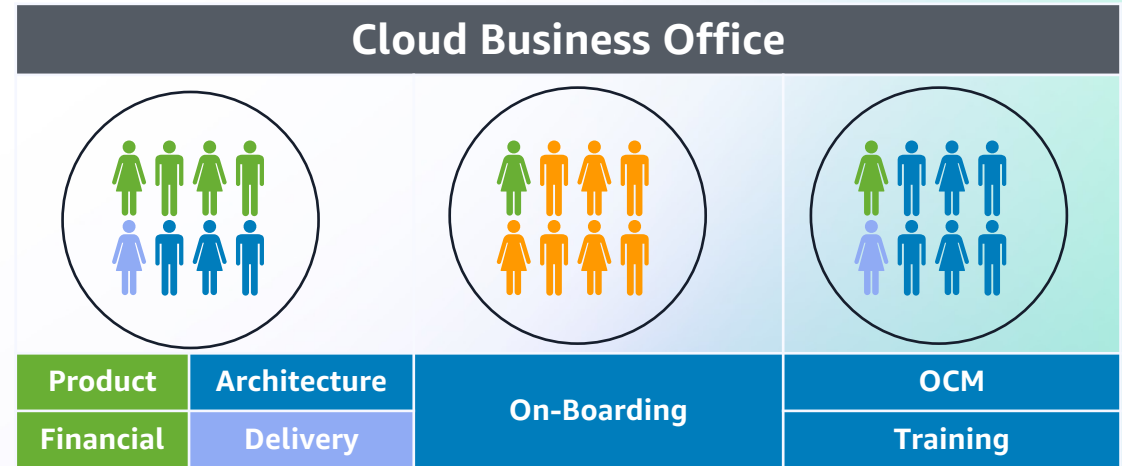 Cloud Business Office
Product
Architecture
Financial
Delivery
On-Boarding
OCM
Training